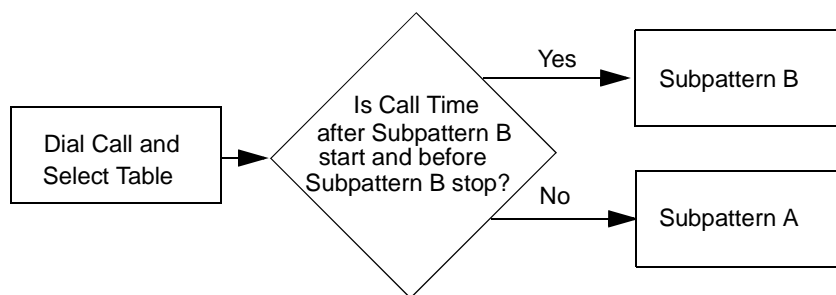 Dial Call and
Select Table
Is Call Time
after Subpattern B
start and before
Subpattern B stop?
Yes
Subpattern B
No
Subpattern A